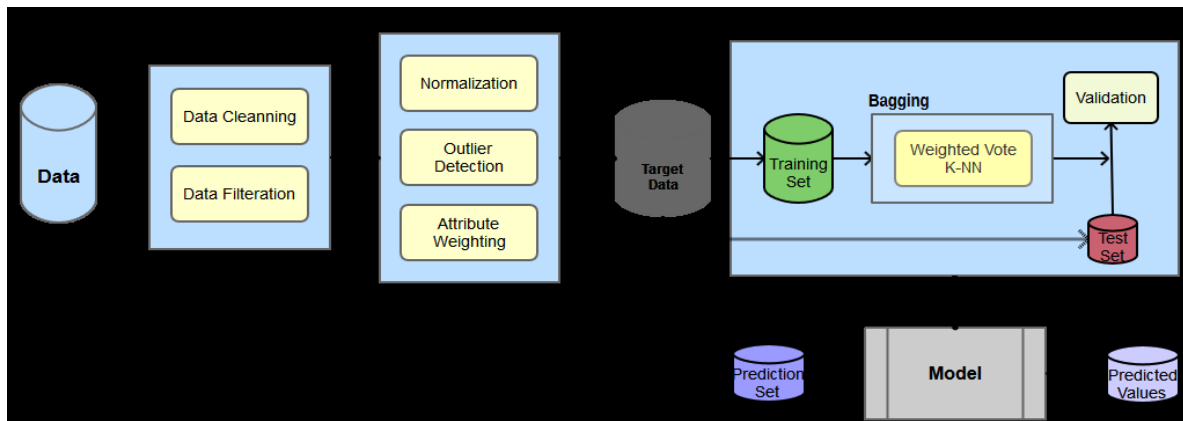 Data
Data Cleanning
Data Filteration
Normalization
Outlier
Detection
Attribute
Weighting
Target
Data
Training
Set
Bagging
Weighted Vote
K-NN
Validation
Test
Set
Prediction
Set
Model
Predicted
Values